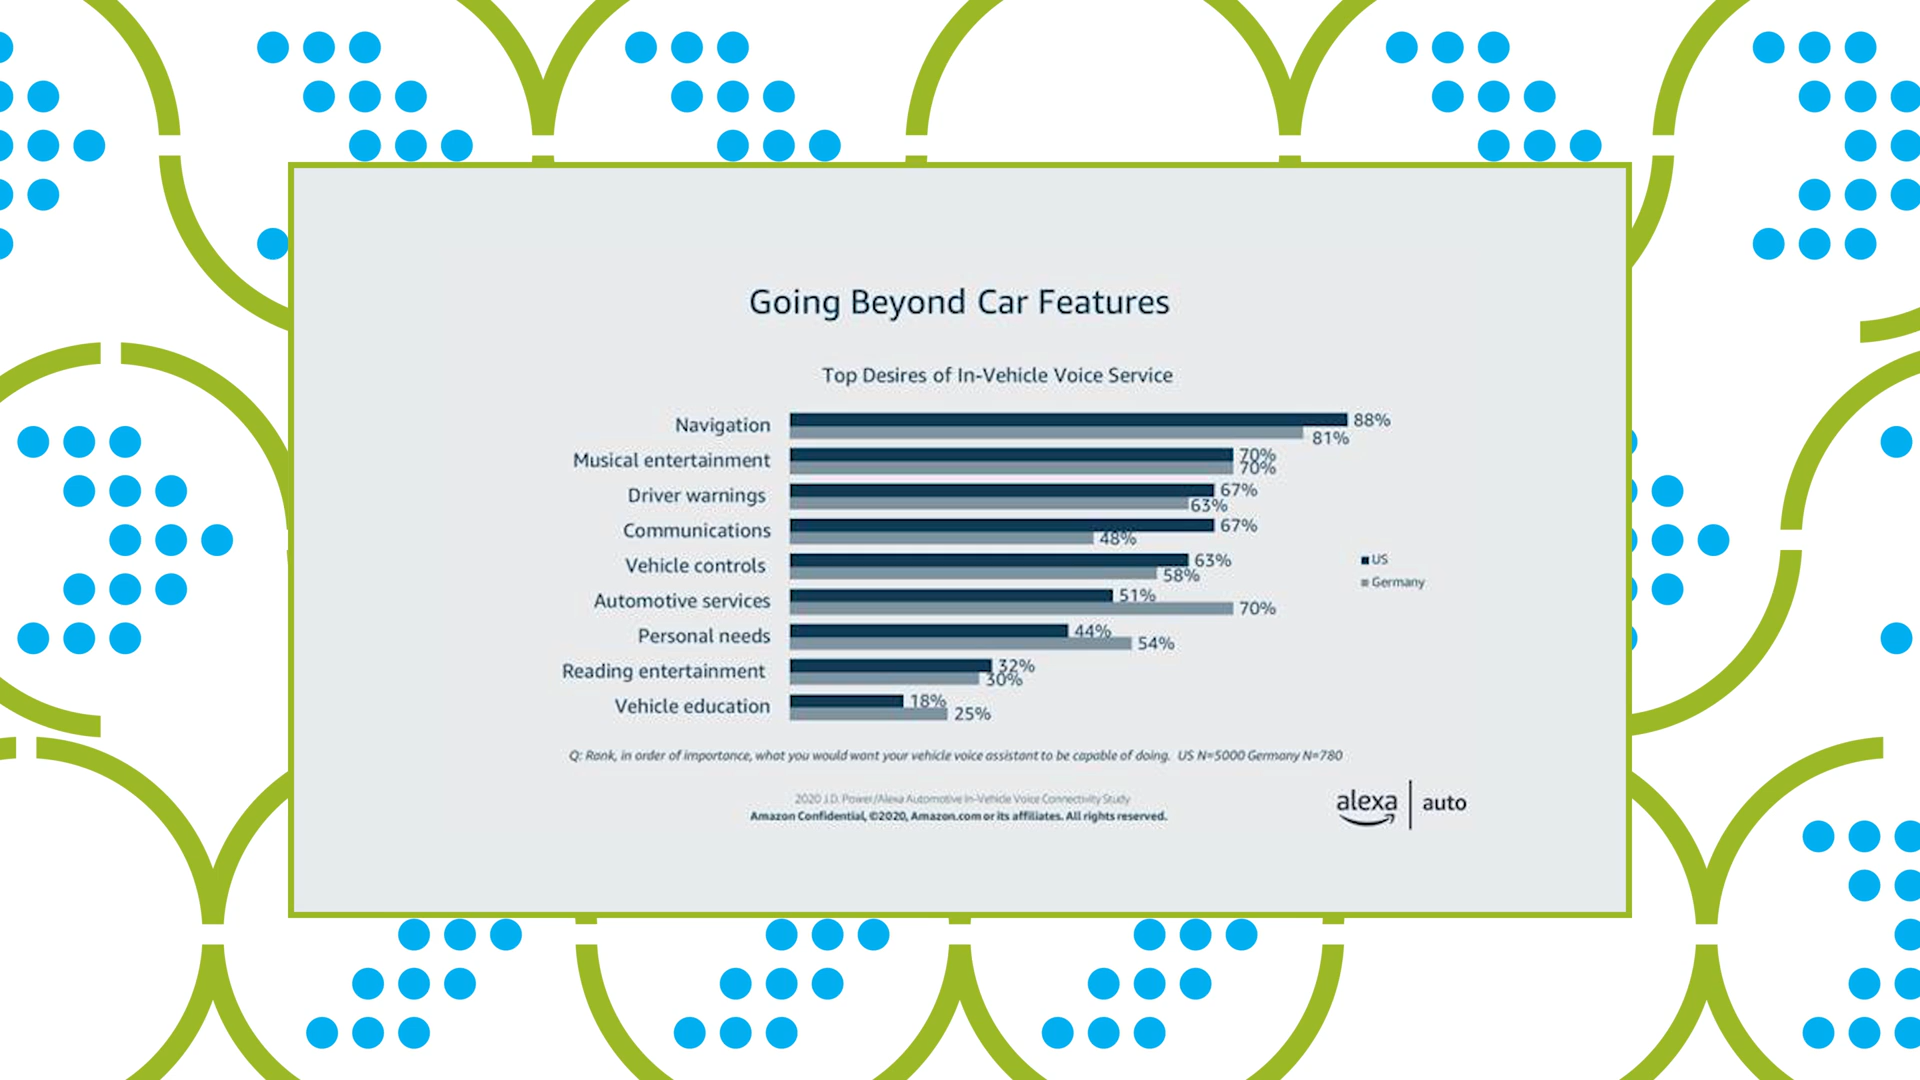 Going Beyond Car Features
Top Desires of In-Vehicle Voice Service
Navigation 88%
81%
Musical entertainment 70%
70%
Driver warnings 67%
63%
Communications 67%
48%
Vehicle controls 63%
58%
Automotive services 51%
70%
Personal needs 44%
54%
Reading entertainment 32%
30%
Vehicle education 18%
25%
US
Germany
Q: Rank, in order of importance, what you would want your vehicle voice assistant to be capable of doing. US N=5000 Germany N=780
2020 J.D. Power/Alexa Automotive In-Vehicle Voice Connectivity Study
Amazon Confidential, ©2020, Amazon.com or its affiliates. All rights reserved.
alexa | auto